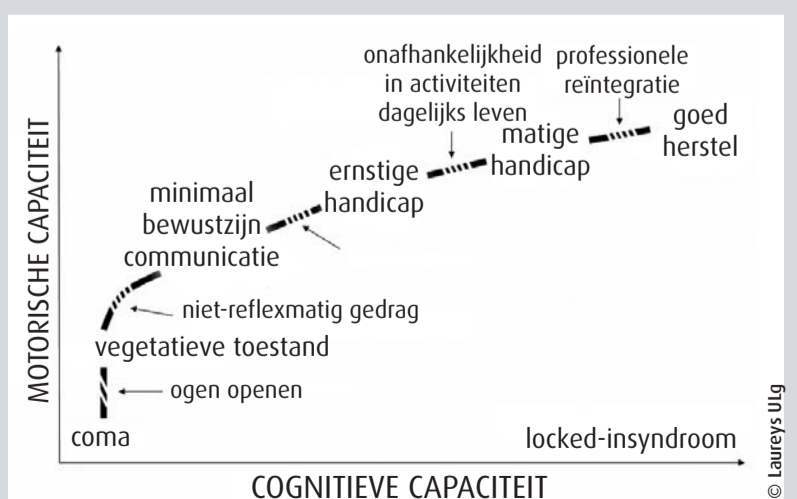 MOTORISCHE CAPACITEIT
onafhankelijkheid
in activiteiten
dagelijks leven
professionele
reïntegratie
goed
herstel
matige
handicap
ernstige
handicap
minimaal
bewustzijn
communicatie
niet-reflexmatig gedrag
vegetatieve toestand
ogen openen
coma
locked-insyndroom
COGNITIEVE CAPACITEIT
© Laureys ULg